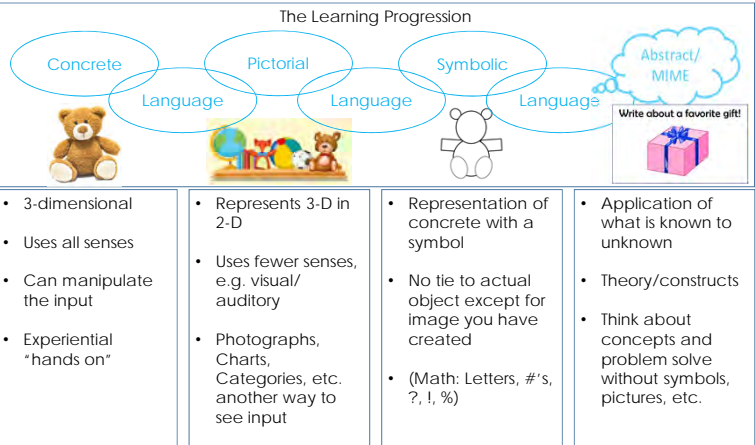 The Learning Progression
Concrete
Language
Pictorial
Language
Symbolic
Language
Abstract/
MIME
Write about a favorite gift!
• 3-dimensional
• Uses all senses
• Can manipulate
the input
• Experiential
"hands on"
• Represents 3-D in
2-D
• Uses fewer senses,
e.g. visual/
auditory
• Photographs,
Charts,
Categories, etc.
another way to
see input
• Representation of
concrete with a
symbol
• No tie to actual
object except for
image you have
created
• (Math: Letters, #'s,
?, !, %)
• Application of
what is known to
unknown
• Theory/constructs
• Think about
concepts and
problem solve
without symbols,
pictures, etc.